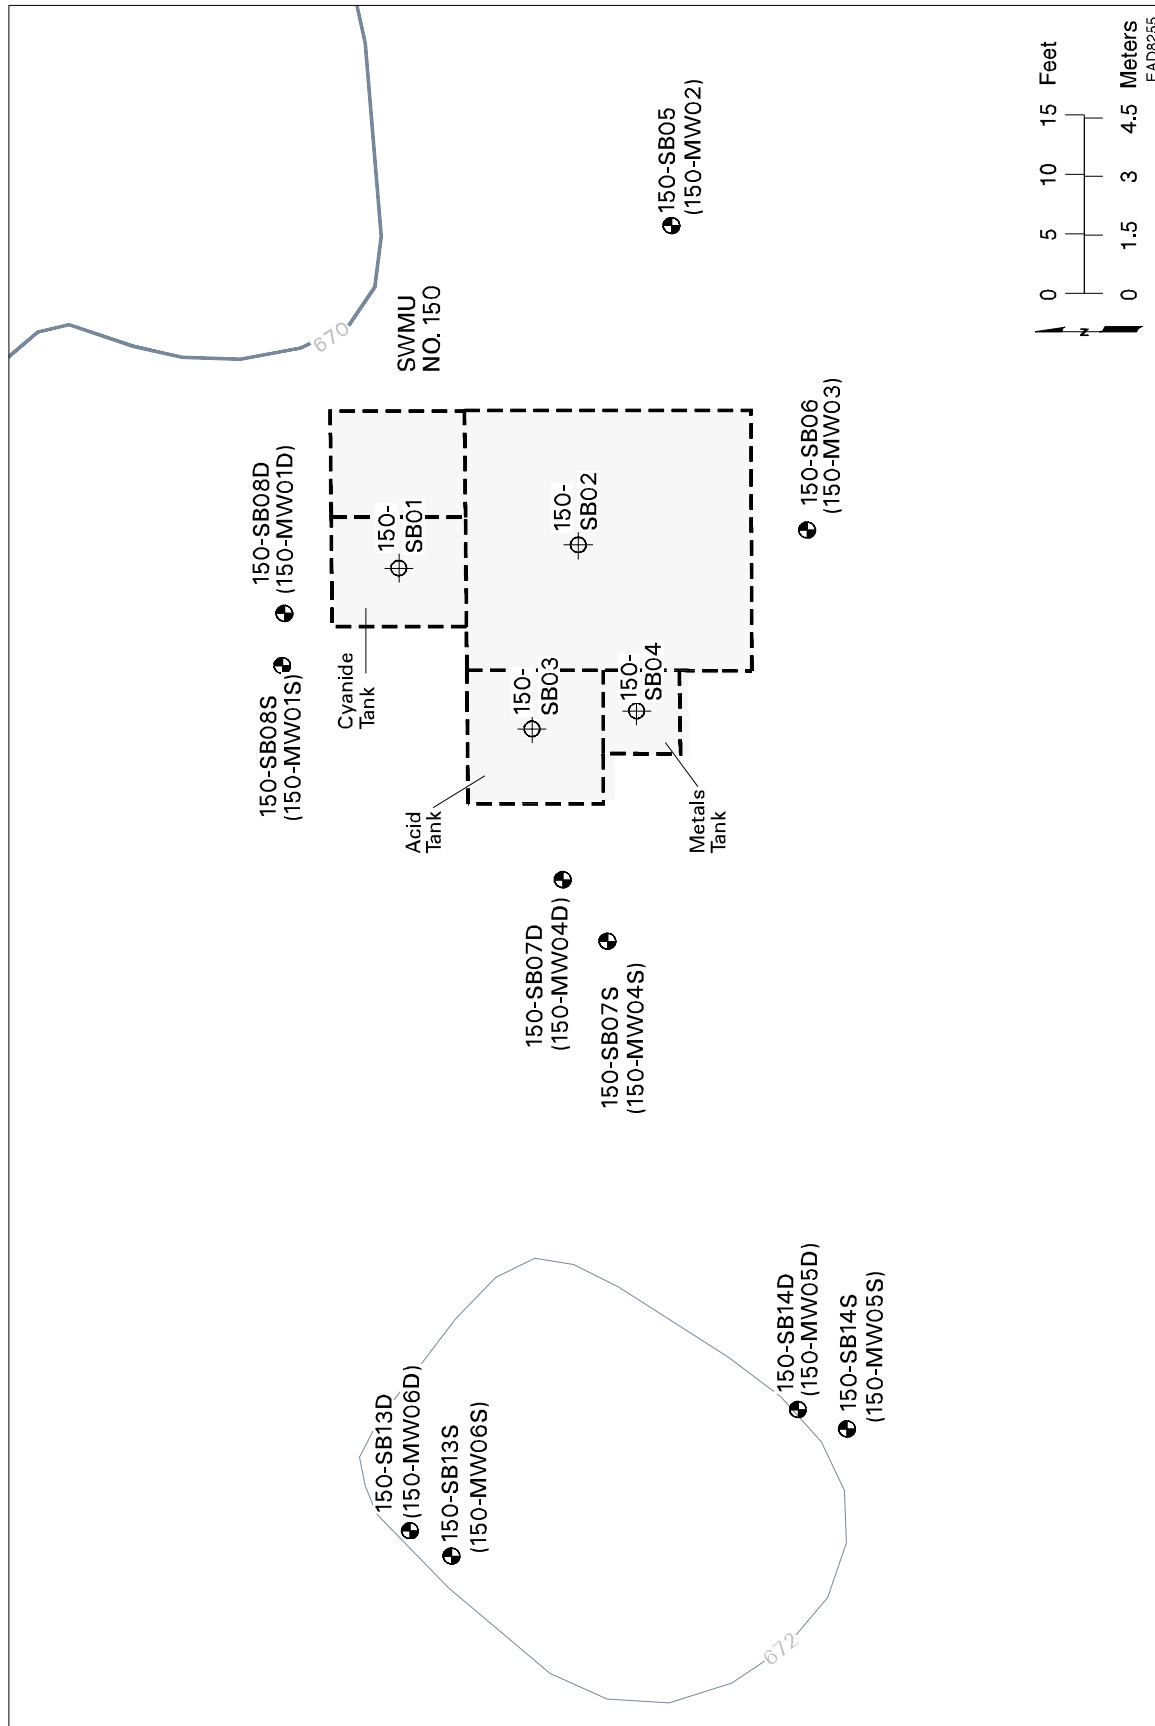 670
SWMU
NO. 150
150-SB08D
(150-MW01D)
150-SB08S
(150-MW01S)
Cyanide
Tank
150-
SB01
150-
SB02
150-
SB03
150-
SB04
Acid
Tank
Metals
Tank
150-SB05
(150-MW02)
150-SB06
(150-MW03)
150-SB07D
(150-MW04D)
150-SB07S
(150-MW04S)
150-SB13D
(150-MW06D)
150-SB13S
(150-MW06S)
150-SB14D
(150-MW05D)
150-SB14S
(150-MW05S)
672
N
0 5 10 15 Feet
0 1.5 3 4.5 Meters
EAD8255